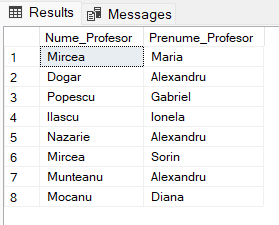 Results Messages
Nume_Profesor Prenume_Profesor
1 Mircea Maria
2 Dogar Alexandru
3 Popescu Gabriel
4 Ilascu Ionela
5 Nazarie Alexandru
6 Mircea Sorin
7 Munteanu Alexandru
8 Mocanu Diana